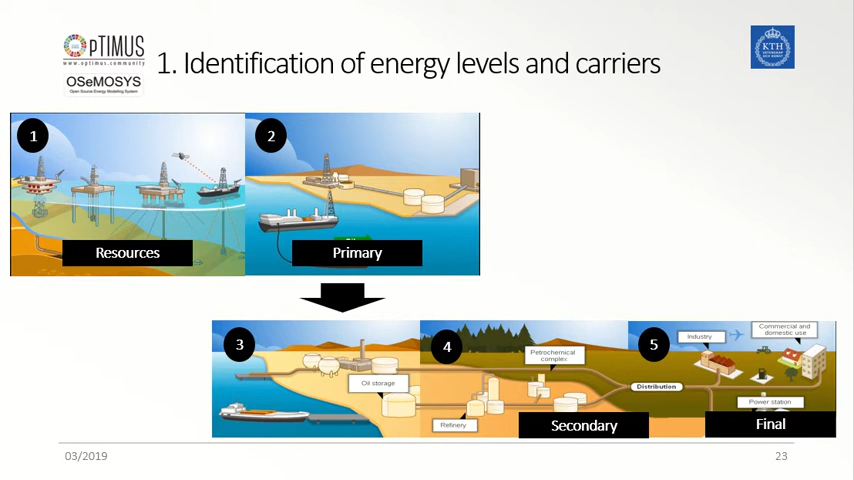 OpTIMUS
www.optimus.community
OSeMOSYS
Open Source Energy Modelling System
1. Identification of energy levels and carriers
KTH
1
2
Resources
Primary
3
4
5
Oil storage
Refinery
Petrochemical
complex
Distribution
Industry
Commercial and
domestic use
Power station
Secondary
Final
03/2019
23